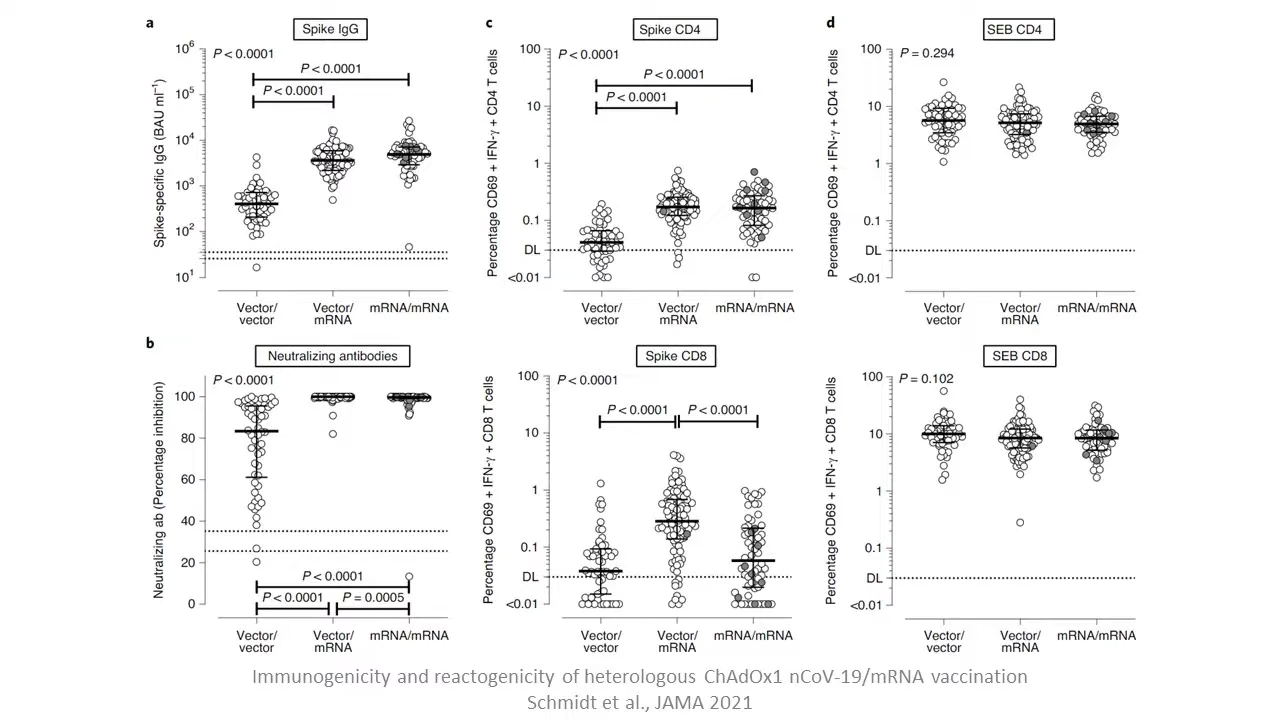 a
Spike IgG
P < 0.0001
P < 0.0001
P < 0.0001
Spike-specific IgG (BAU ml⁻¹)
10⁶
10⁵
10⁴
10³
10²
10¹
Vector/
vector
Vector/
mRNA
mRNA/mRNA
c
Spike CD4
P < 0.0001
P < 0.0001
P < 0.0001
Percentage CD69 + IFN-γ + CD4 T cells
100
10
1
0.1
DL
<0.01
Vector/
vector
Vector/
mRNA
mRNA/mRNA
d
SEB CD4
P = 0.294
Percentage CD69 + IFN-γ + CD4 T cells
100
10
1
0.1
DL
<0.01
Vector/
vector
Vector/
mRNA
mRNA/mRNA
b
Neutralizing antibodies
P < 0.0001
Neutralizing ab (Percentage inhibition)
100
80
60
40
20
0
P < 0.0001
P < 0.0001
P = 0.0005
Vector/
vector
Vector/
mRNA
mRNA/mRNA
Spike CD8
P < 0.0001
P < 0.0001
P < 0.0001
Percentage CD69 + IFN-γ + CD8 T cells
100
10
1
0.1
DL
<0.01
Vector/
vector
Vector/
mRNA
mRNA/mRNA
SEB CD8
P = 0.102
Percentage CD69 + IFN-γ + CD8 T cells
100
10
1
0.1
DL
<0.01
Vector/
vector
Vector/
mRNA
mRNA/mRNA
Immunogenicity and reactogenicity of heterologous ChAdOx1 nCoV-19/mRNA vaccination
Schmidt et al., JAMA 2021